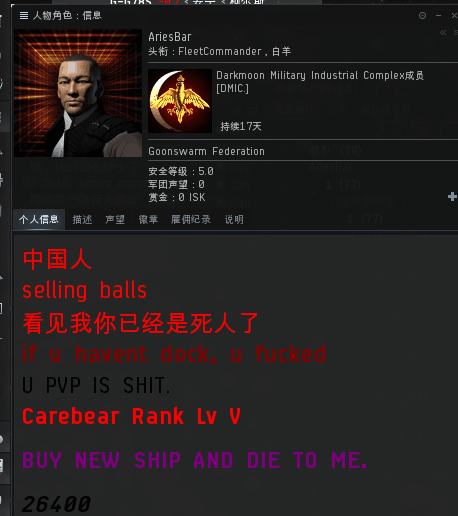 人物角色：信息
AriesBar
头衔：FleetCommander，白羊
Darkmoon Military Industrial Complex成员
[DMIC.]
持续17天
Goonswarm Federation
安全等级：5.0
军团声望：0
赏金：0 ISK
个人信息 描述 声望 徽章 雇佣纪录 说明
中国人
selling balls
看见我你已经是死人了
if u havent dock, u fucked
U PVP IS SHIT.
Carebear Rank Lv V
BUY NEW SHIP AND DIE TO ME.
26400